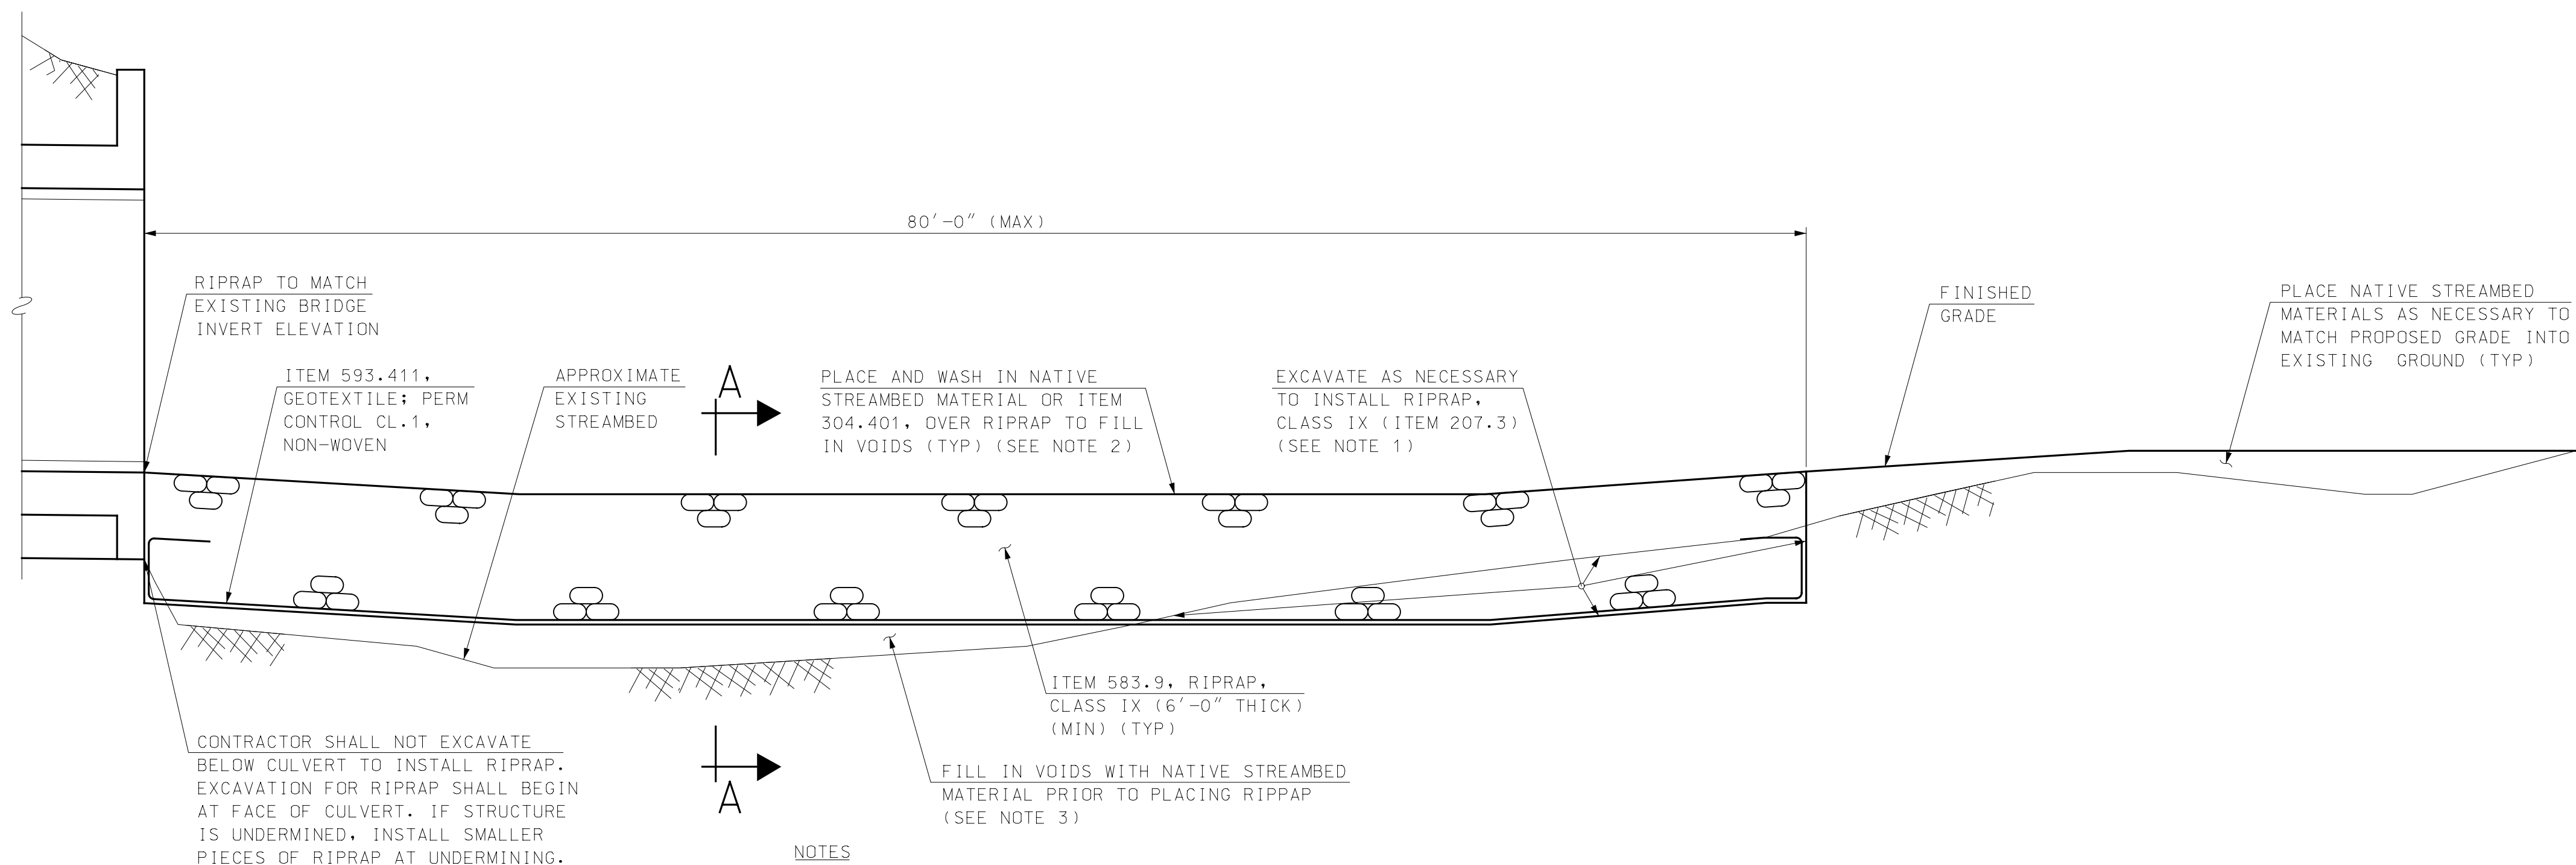 80'-0" (MAX)
RIPRAP TO MATCH
EXISTING BRIDGE
INVERT ELEVATION
FINISHED
GRADE
PLACE NATIVE STREAMBED
MATERIALS AS NECESSARY TO
MATCH PROPOSED GRADE INTO
EXISTING GROUND (TYP)
ITEM 593.411,
GEOTEXTILE; PERM
CONTROL CL.1,
NON-WOVEN
APPROXIMATE
EXISTING
STREAMBED
A
PLACE AND WASH IN NATIVE
STREAMBED MATERIAL OR ITEM
304.401, OVER RIPRAP TO FILL
IN VOIDS (TYP) (SEE NOTE 2)
EXCAVATE AS NECESSARY
TO INSTALL RIPRAP,
CLASS IX (ITEM 207.3)
(SEE NOTE 1)
ITEM 583.9, RIPRAP,
CLASS IX (6'-0" THICK)
(MIN) (TYP)
CONTRACTOR SHALL NOT EXCAVATE
BELOW CULVERT TO INSTALL RIPRAP.
EXCAVATION FOR RIPRAP SHALL BEGIN
AT FACE OF CULVERT. IF STRUCTURE
IS UNDERMINED, INSTALL SMALLER
PIECES OF RIPRAP AT UNDERMINING.
A
FILL IN VOIDS WITH NATIVE STREAMBED
MATERIAL PRIOR TO PLACING RIPPAP
(SEE NOTE 3)
NOTES